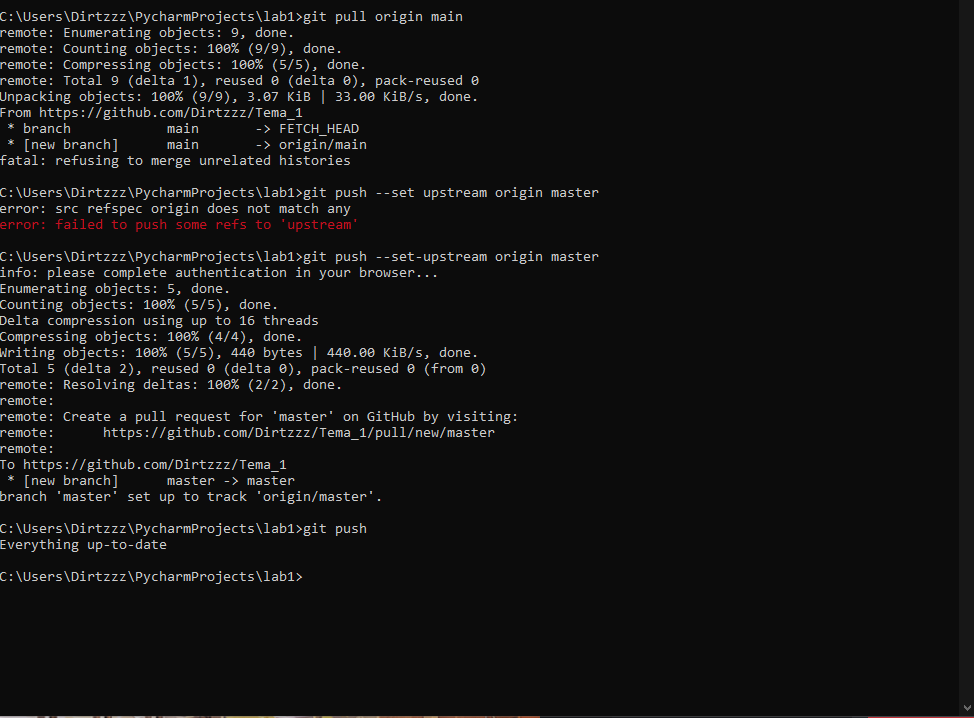 C:\Users\Dirtzzz\PycharmProjects\lab1>git pull origin main
remote: Enumerating objects: 9, done.
remote: Counting objects: 100% (9/9), done.
remote: Compressing objects: 100% (5/5), done.
remote: Total 9 (delta 1), reused 0 (delta 0), pack-reused 0
Unpacking objects: 100% (9/9), 3.07 KiB | 33.00 KiB/s, done.
From https://github.com/Dirtzzz/Tema_1
 * branch            main       -> FETCH_HEAD
 * [new branch]      main       -> origin/main
fatal: refusing to merge unrelated histories
C:\Users\Dirtzzz\PycharmProjects\lab1>git push --set upstream origin master
error: src refspec origin does not match any
error: failed to push some refs to 'upstream'
C:\Users\Dirtzzz\PycharmProjects\lab1>git push --set-upstream origin master
info: please complete authentication in your browser...
Enumerating objects: 5, done.
Counting objects: 100% (5/5), done.
Delta compression using up to 16 threads
Compressing objects: 100% (4/4), done.
Writing objects: 100% (5/5), 440 bytes | 440.00 KiB/s, done.
Total 5 (delta 2), reused 0 (delta 0), pack-reused 0 (from 0)
remote: Resolving deltas: 100% (2/2), done.
remote:
remote: Create a pull request for 'master' on GitHub by visiting:
remote:      https://github.com/Dirtzzz/Tema_1/pull/new/master
remote:
To https://github.com/Dirtzzz/Tema_1
 * [new branch]      master -> master
branch 'master' set up to track 'origin/master'.
C:\Users\Dirtzzz\PycharmProjects\lab1>git push
Everything up-to-date
C:\Users\Dirtzzz\PycharmProjects\lab1>